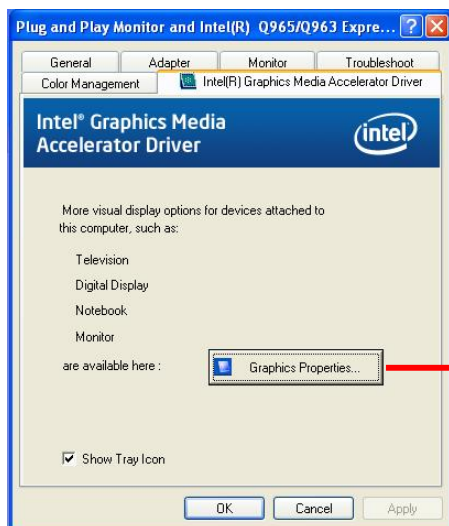 Plug and Play Monitor and Intel(R) Q965/Q963 Expre...
General Adapter Monitor Troubleshoot
Color Management Intel(R) Graphics Media Accelerator Driver
Intel® Graphics Media
Accelerator Driver
intel
More visual display options for devices attached to
this computer, such as:
Television
Digital Display
Notebook
Monitor
are available here : Graphics Properties...
Show Tray Icon
OK Cancel Apply